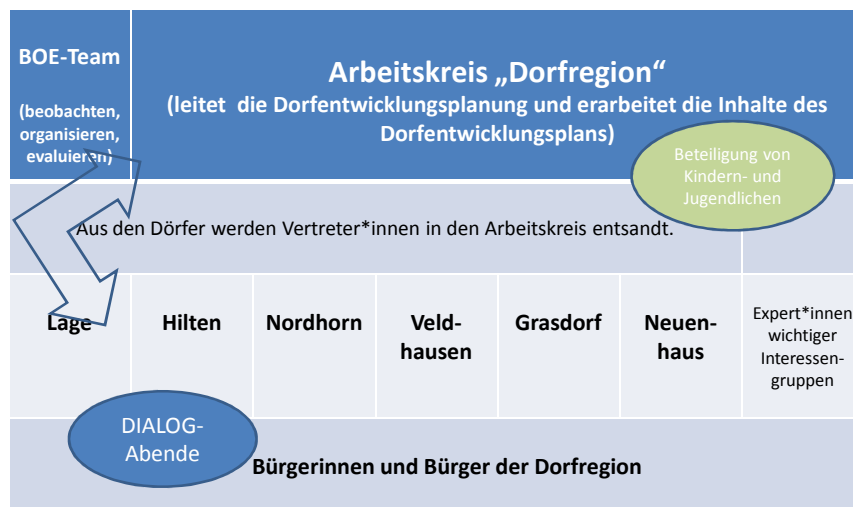 BOE-Team
(beobachten,
organisieren,
evaluieren)
Arbeitskreis „Dorfregion“
(leitet die Dorfentwicklungsplanung und erarbeitet die Inhalte des
Dorfentwicklungsplans)
Beteiligung von
Kindern- und
Jugendlichen
Aus den Dörfer werden Vertreter*innen in den Arbeitskreis entsandt.
Lage
Hilten
Nordhorn
Veld-
hausen
Grasdorf
Neuen-
haus
Expert*innen
wichtiger
Interessen-
gruppen
DIALOG-
Abende
Bürgerinnen und Bürger der Dorfregion